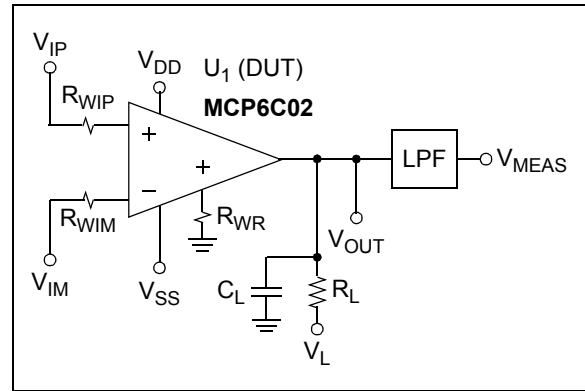 V_IP
V_DD
U_1 (DUT)
R_WIP
MCP6C02
+
+
−
LPF
V_MEAS
R_WIM
R_WR
V_OUT
V_IM
V_SS
C_L
R_L
V_L